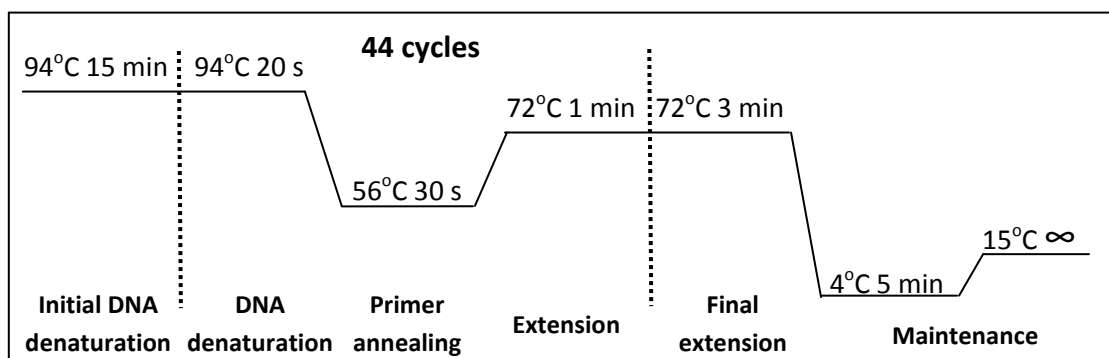 44 cycles
94°C 15 min
94°C 20 s
72°C 1 min
72°C 3 min
56°C 30 s
15°C ∞
4°C 5 min
Initial DNA
denaturation
DNA
denaturation
Primer
annealing
Extension
Final
extension
Maintenance